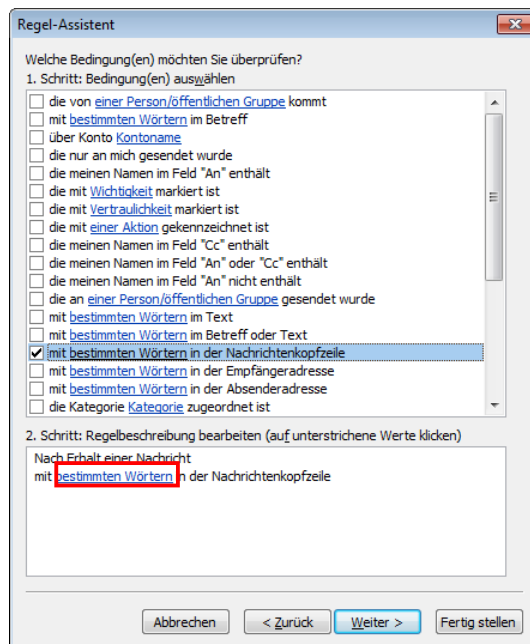 Regel-Assistent
Welche Bedingung(en) möchten Sie überprüfen?
1. Schritt: Bedingung(en) auswählen
die von einer Person/öffentlichen Gruppe kommt
mit bestimmten Wörtern im Betreff
über Konto Kontoname
die nur an mich gesendet wurde
die meinen Namen im Feld "An" enthält
die mit Wichtigkeit markiert ist
die mit Vertraulichkeit markiert ist
die mit einer Aktion gekennzeichnet ist
die meinen Namen im Feld "Cc" enthält
die meinen Namen im Feld "An" oder "Cc" enthält
die meinen Namen im Feld "An" nicht enthält
die an einer Person/öffentlichen Gruppe gesendet wurde
mit bestimmten Wörtern im Text
mit bestimmten Wörtern im Betreff oder Text
mit bestimmten Wörtern in der Nachrichtenkopfzeile
mit bestimmten Wörtern in der Empfängeradresse
mit bestimmten Wörtern in der Absenderadresse
die Kategorie Kategorie zugeordnet ist
2. Schritt: Regelbeschreibung bearbeiten (auf unterstrichene Werte klicken)
Nach Erhalt einer Nachricht
mit bestimmten Wörtern in der Nachrichtenkopfzeile
Abbrechen < Zurück Weiter > Fertig stellen